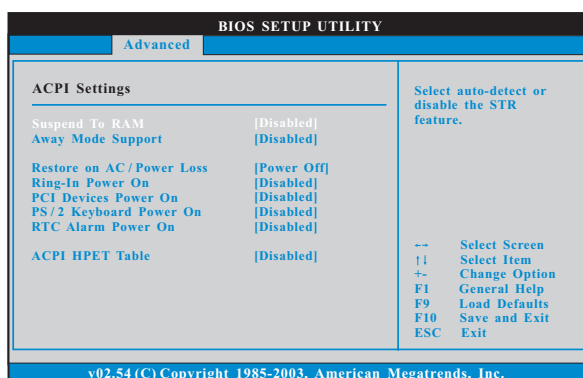 BIOS SETUP UTILITY
Advanced
ACPI Settings
Suspend To RAM [Disabled]
Away Mode Support [Disabled]
Restore on AC / Power Loss [Power Off]
Ring-In Power On [Disabled]
PCI Devices Power On [Disabled]
PS / 2 Keyboard Power On [Disabled]
RTC Alarm Power On [Disabled]
ACPI HPET Table [Disabled]
Select auto-detect or
disable the STR
feature.
←→ Select Screen
↑↓ Select Item
+- Change Option
F1 General Help
F9 Load Defaults
F10 Save and Exit
ESC Exit
v02.54 (C) Copyright 1985-2003, American Megatrends, Inc.